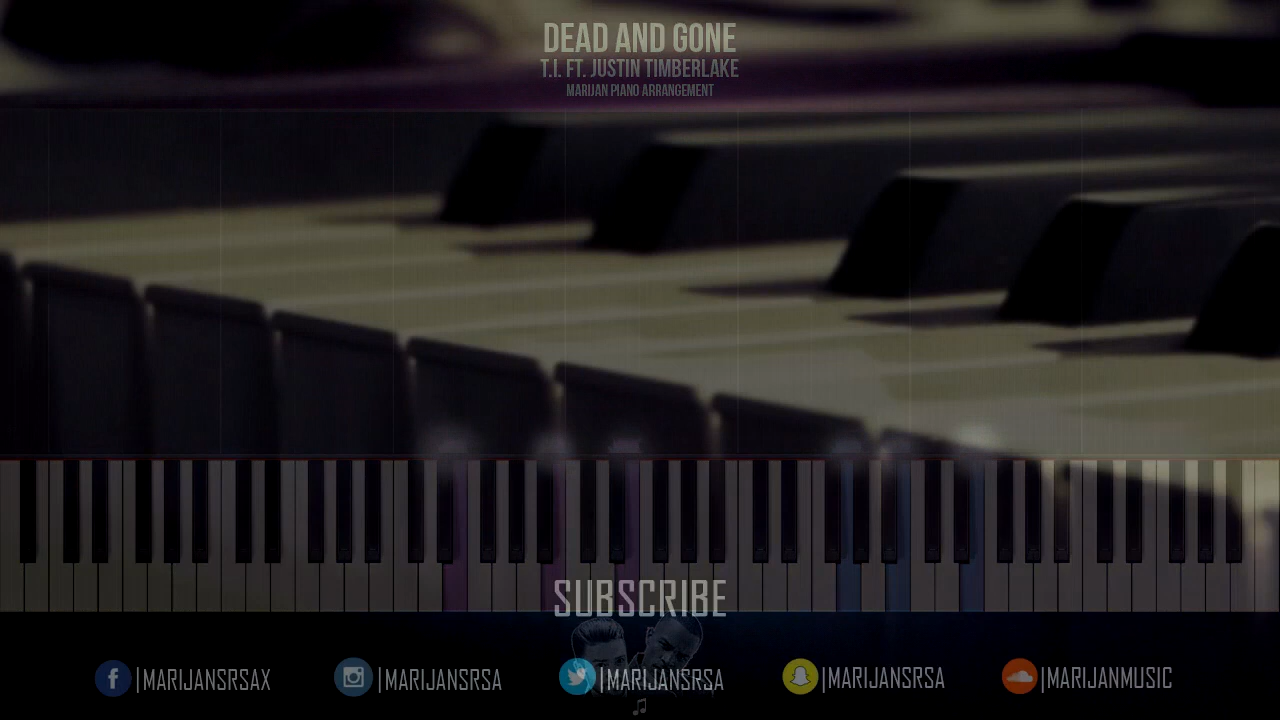 DEAD AND GONE
T.I. FT. JUSTIN TIMBERLAKE
MARIJAN PIANO ARRANGEMENT
SUBSCRIBE
|MARIJANSRSAX |MARIJANSRSA |MARIJANSRSA |MARIJANSRSA |MARIJANMUSIC